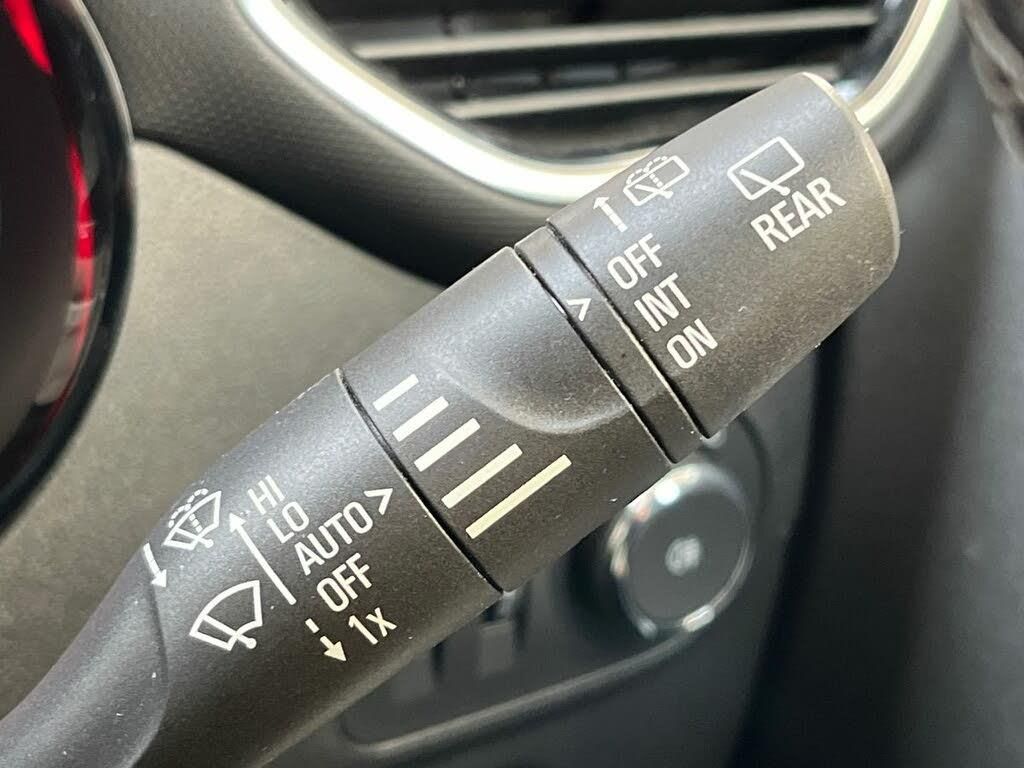 REAR
OFF
INT
ON
HI
LO
AUTO
OFF
1x